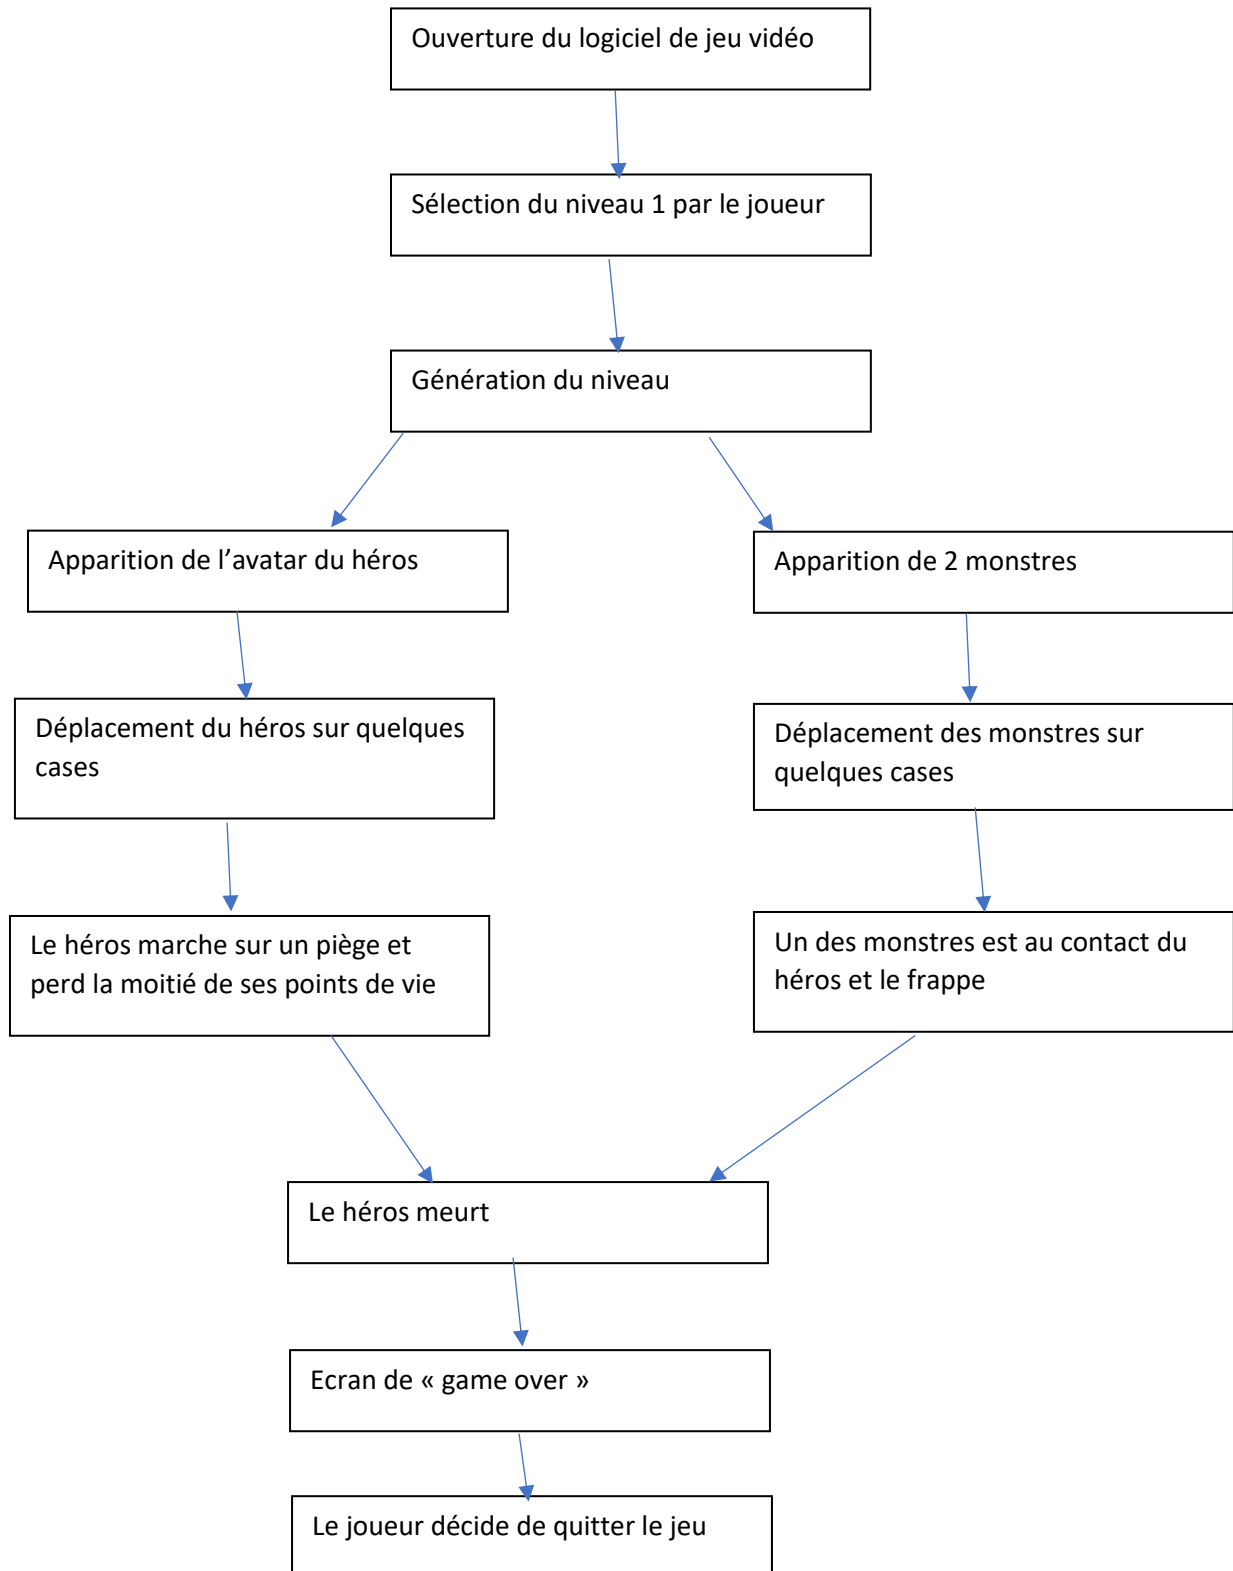 Ouverture du logiciel de jeu vidéo
Sélection du niveau 1 par le joueur
Génération du niveau
Apparition de l’avatar du héros
Apparition de 2 monstres
Déplacement du héros sur quelques
cases
Déplacement des monstres sur
quelques cases
Le héros marche sur un piège et
perd la moitié de ses points de vie
Un des monstres est au contact du
héros et le frappe
Le héros meurt
Ecran de « game over »
Le joueur décide de quitter le jeu